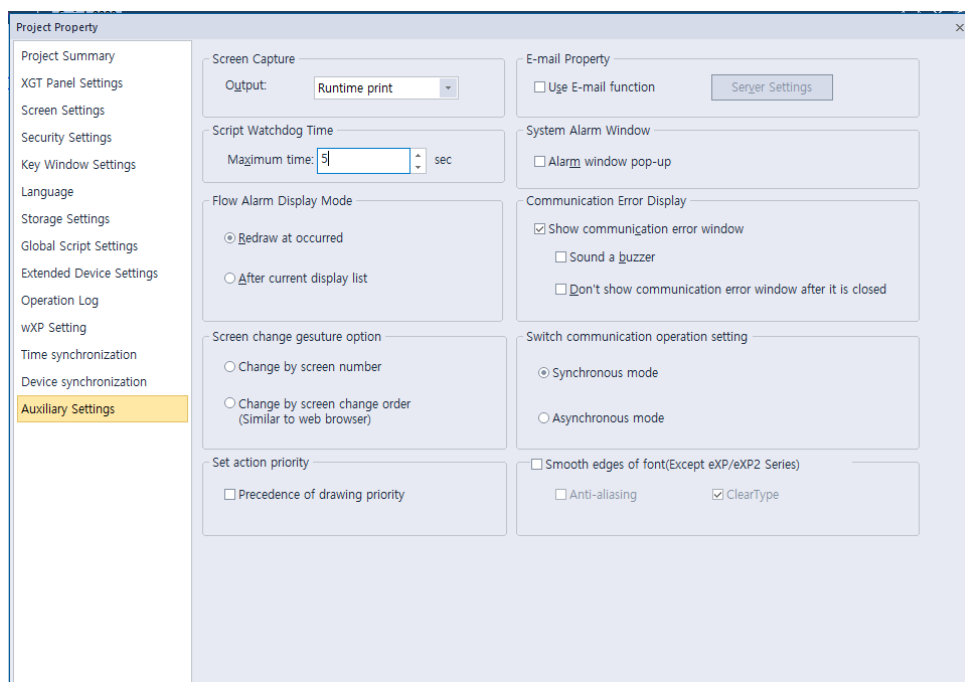 Project Property
Project Summary
XGT Panel Settings
Screen Settings
Security Settings
Key Window Settings
Language
Storage Settings
Global Script Settings
Extended Device Settings
Operation Log
wXP Setting
Time synchronization
Device synchronization
Auxiliary Settings
Screen Capture
Output: Runtime print
Script Watchdog Time
Maximum time: 5 sec
Flow Alarm Display Mode
Redraw at occurred
After current display list
Screen change gesuture option
Change by screen number
Change by screen change order
(Similar to web browser)
Set action priority
Precedence of drawing priority
E-mail Property
Use E-mail function Server Settings
System Alarm Window
Alarm window pop-up
Communication Error Display
Show communication error window
Sound a buzzer
Don't show communication error window after it is closed
Switch communication operation setting
Synchronous mode
Asynchronous mode
Smooth edges of font(Except eXP/eXP2 Series)
Anti-aliasing ClearType